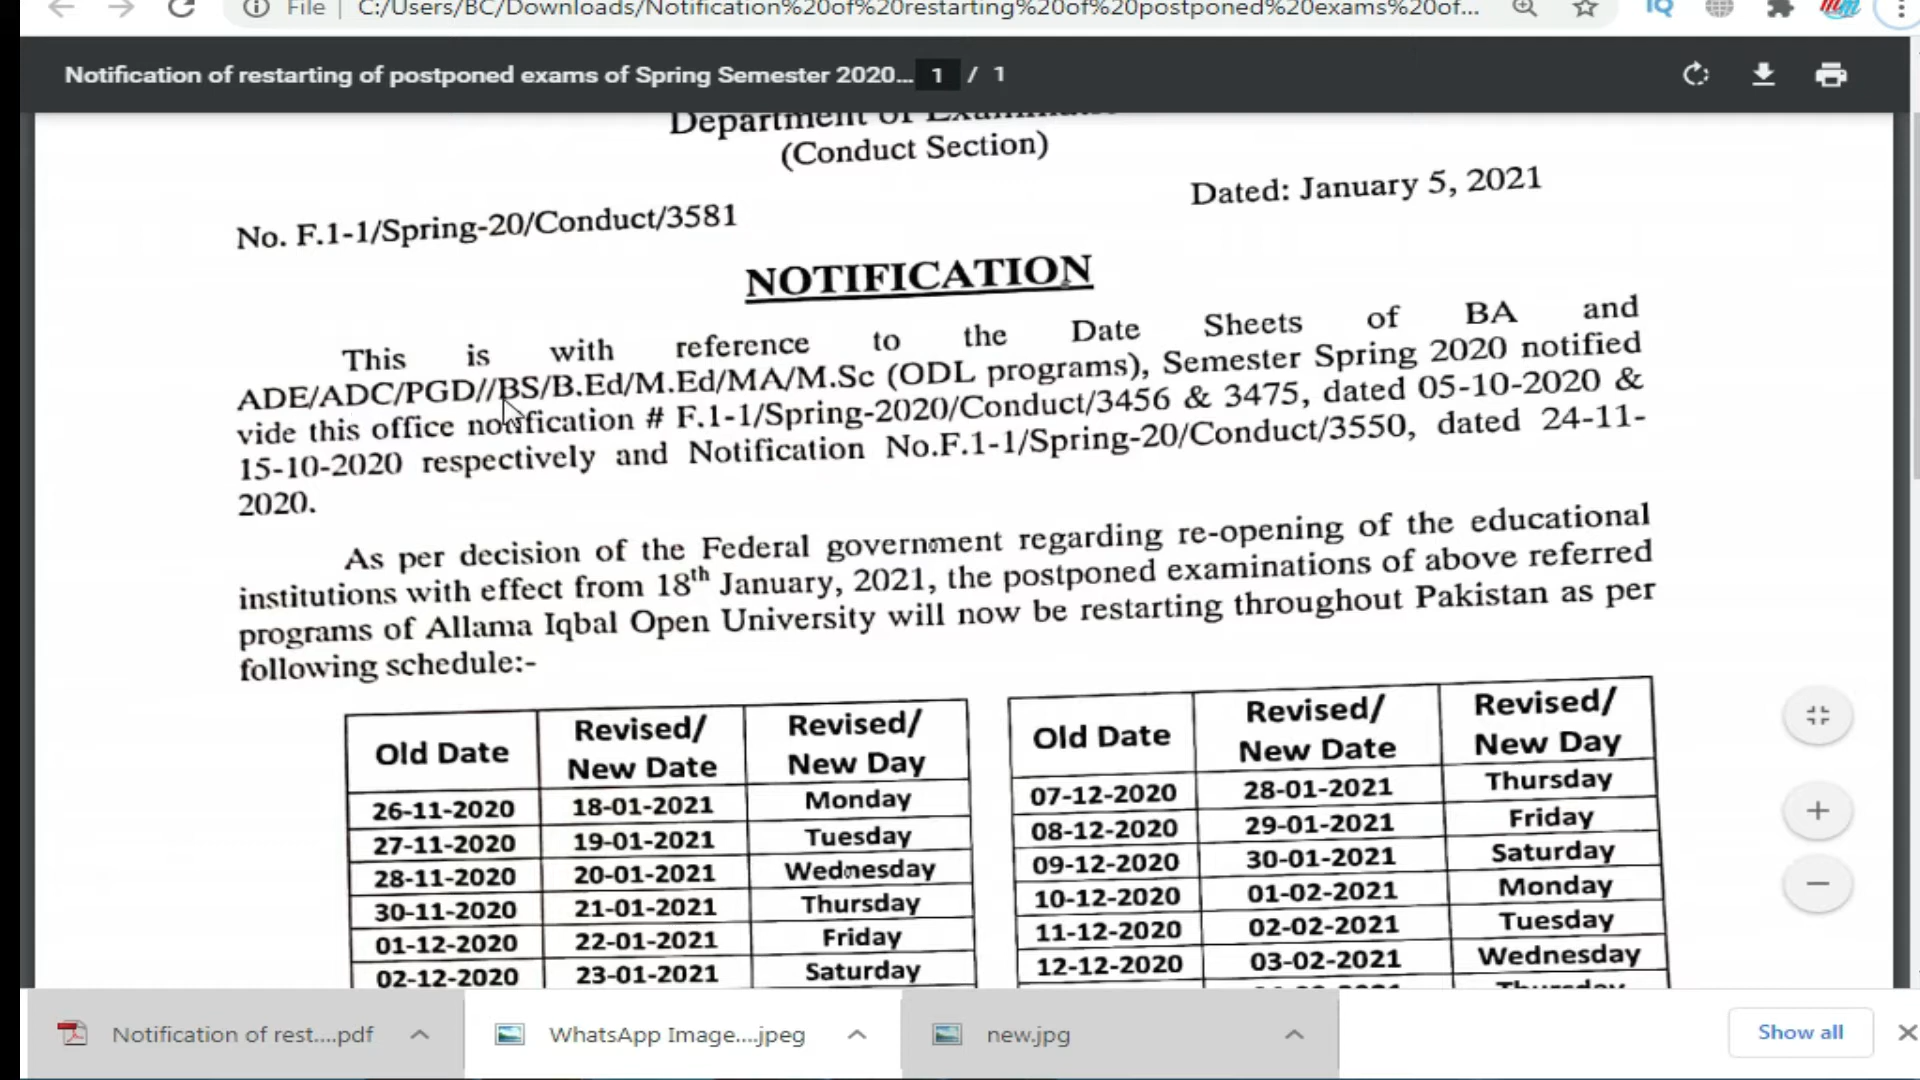 File | C:/Users/BC/Downloads/Notification%20of%20restarting%20of%20postponed%20exams%20of...
Notification of restarting of postponed exams of Spring Semester 2020... 1 / 1
Department of
(Conduct Section)
No. F.1-1/Spring-20/Conduct/3581
Dated: January 5, 2021
NOTIFICATION
This is with reference to the Date Sheets of BA and
ADE/ADC/PGD//BS/B.Ed/M.Ed/MA/M.Sc (ODL programs), Semester Spring 2020 notified
vide this office notification # F.1-1/Spring-2020/Conduct/3456 & 3475, dated 05-10-2020 &
15-10-2020 respectively and Notification No.F.1-1/Spring-20/Conduct/3550, dated 24-11-
2020.
As per decision of the Federal government regarding re-opening of the educational
institutions with effect from 18th January, 2021, the postponed examinations of above referred
programs of Allama Iqbal Open University will now be restarting throughout Pakistan as per
following schedule:-
Old Date Revised/ New Date Revised/ New Day
26-11-2020 18-01-2021 Monday
27-11-2020 19-01-2021 Tuesday
28-11-2020 20-01-2021 Wednesday
30-11-2020 21-01-2021 Thursday
01-12-2020 22-01-2021 Friday
02-12-2020 23-01-2021 Saturday
Old Date Revised/ New Date Revised/ New Day
07-12-2020 28-01-2021 Thursday
08-12-2020 29-01-2021 Friday
09-12-2020 30-01-2021 Saturday
10-12-2020 01-02-2021 Monday
11-12-2020 02-02-2021 Tuesday
12-12-2020 03-02-2021 Wednesday
Notification of rest....pdf
WhatsApp Image....jpeg
new.jpg
Show all